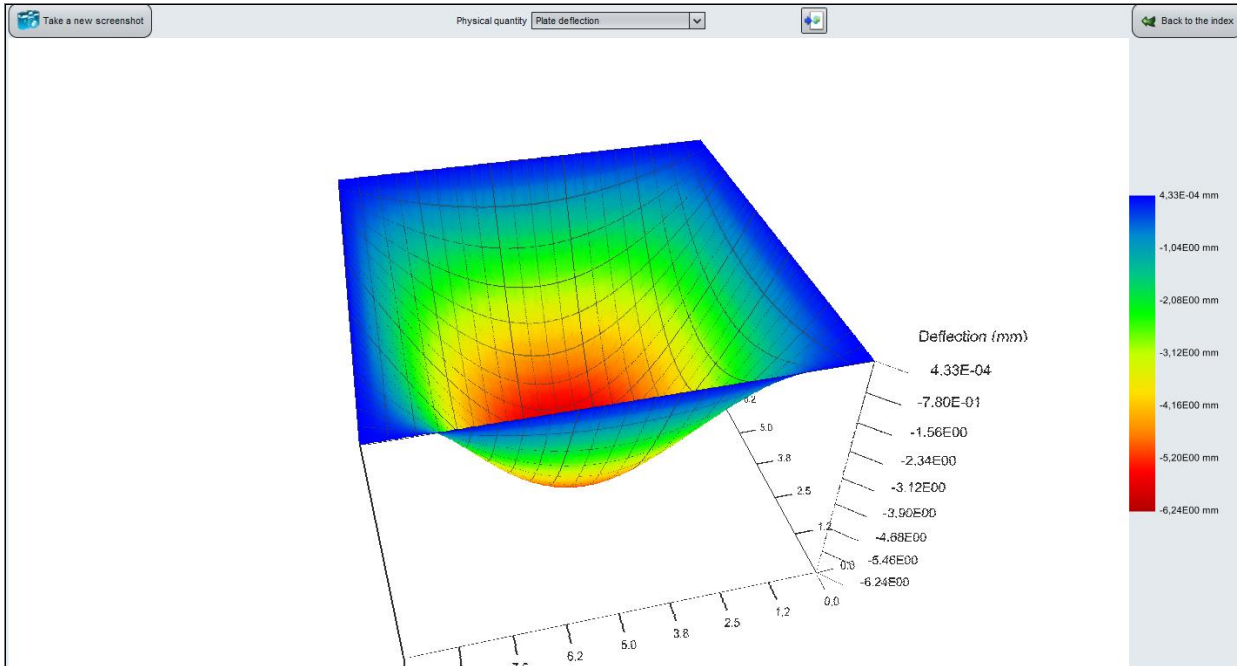 Take a new screenshot
Physical quantity Plate deflection
Back to the index
4,33E-04 mm
-1,04E00 mm
-2,08E00 mm
-3,12E00 mm
-4,16E00 mm
-5,20E00 mm
-6,24E00 mm
Deflection (mm)
4.33E-04
-7.80E-01
-1.56E00
-2.34E00
-3.12E00
-3.90E00
-4.68E00
-5.46E00
-6.24E00
5.0
3.8
2.5
1.2
0.0
0.0
1.2
2.5
3.8
5.0
6.2